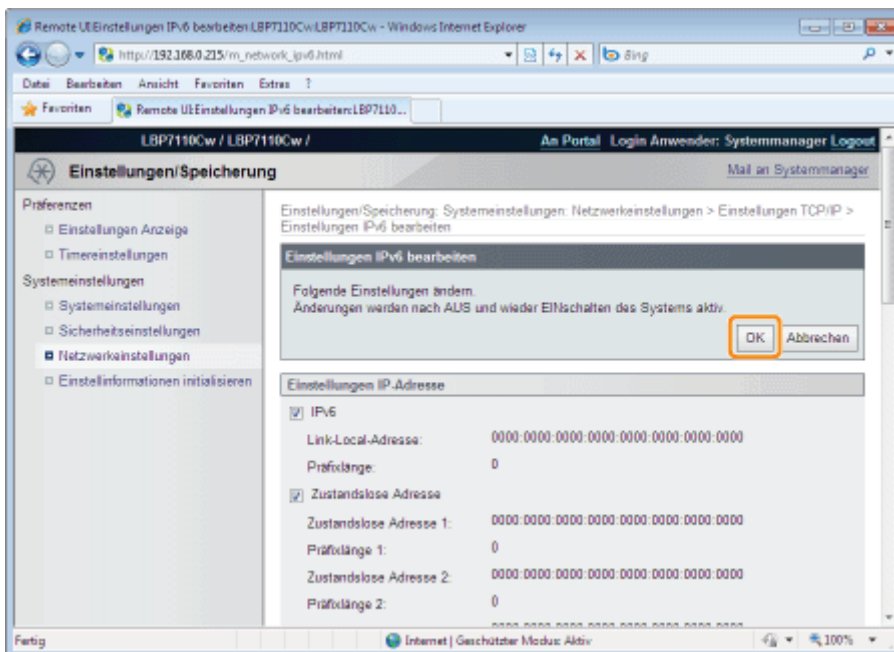 Remote UI:Einstellungen IPv6 bearbeiten:LBP7110Cw:LBP7110Cw - Windows Internet Explorer
http://192.168.0.215/m_network_ipv6.html
Bing
Datei Bearbeiten Ansicht Favoriten Extras ?
Favoriten
Remote UI:Einstellungen IPv6 bearbeiten:LBP7110...
LBP7110Cw / LBP7110Cw /
An Portal Login Anwender: Systemmanager Logout
Einstellungen/Speicherung
Mail an Systemmanager
Präferenzen
Einstellungen Anzeige
Timereinstellungen
Systemeinstellungen
Systemeinstellungen
Sicherheitseinstellungen
Netzwerkeinstellungen
Einstellinformationen initialisieren
Einstellungen/Speicherung: Systemeinstellungen: Netzwerkeinstellungen > Einstellungen TCP/IP >
Einstellungen IPv6 bearbeiten
Einstellungen IPv6 bearbeiten
Folgende Einstellungen ändern.
Änderungen werden nach AUS und wieder EINschalten des Systems aktiv.
OK Abbrechen
Einstellungen IP-Adresse
IPv6
Link-Local-Adresse: 0000:0000:0000:0000:0000:0000:0000:0000
Präfixlänge: 0
Zustandslose Adresse
Zustandslose Adresse 1: 0000:0000:0000:0000:0000:0000:0000:0000
Präfixlänge 1: 0
Zustandslose Adresse 2: 0000:0000:0000:0000:0000:0000:0000:0000
Präfixlänge 2: 0
Fertig
Internet | Geschützter Modus: Aktiv
100%